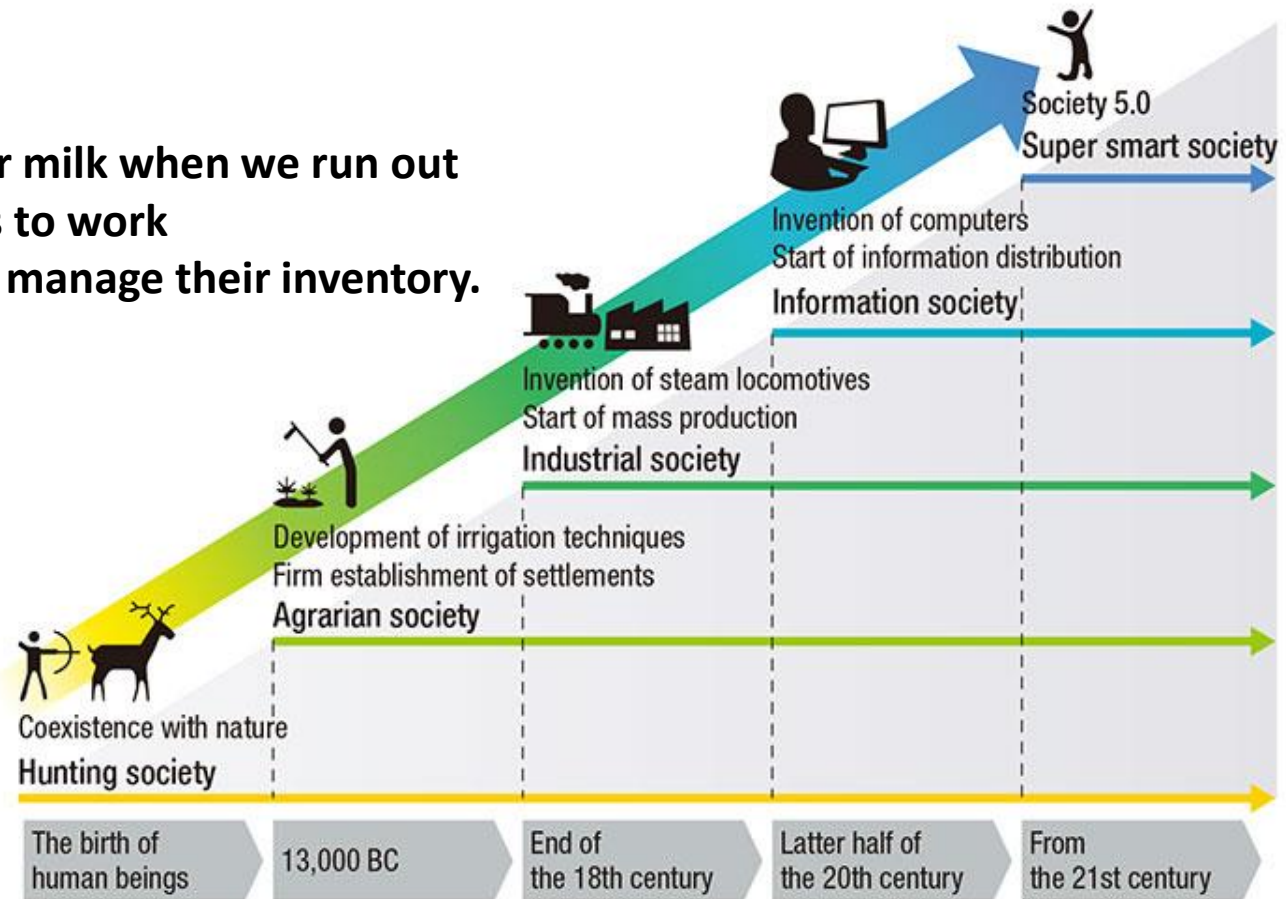 r milk when we run out
s to work
manage their inventory.
Society 5.0
Super smart society
Invention of computers
Start of information distribution
Information society
Invention of steam locomotives
Start of mass production
Industrial society
Development of irrigation techniques
Firm establishment of settlements
Agrarian society
Coexistence with nature
Hunting society
The birth of
human beings
13,000 BC
End of
the 18th century
Latter half of
the 20th century
From
the 21st century